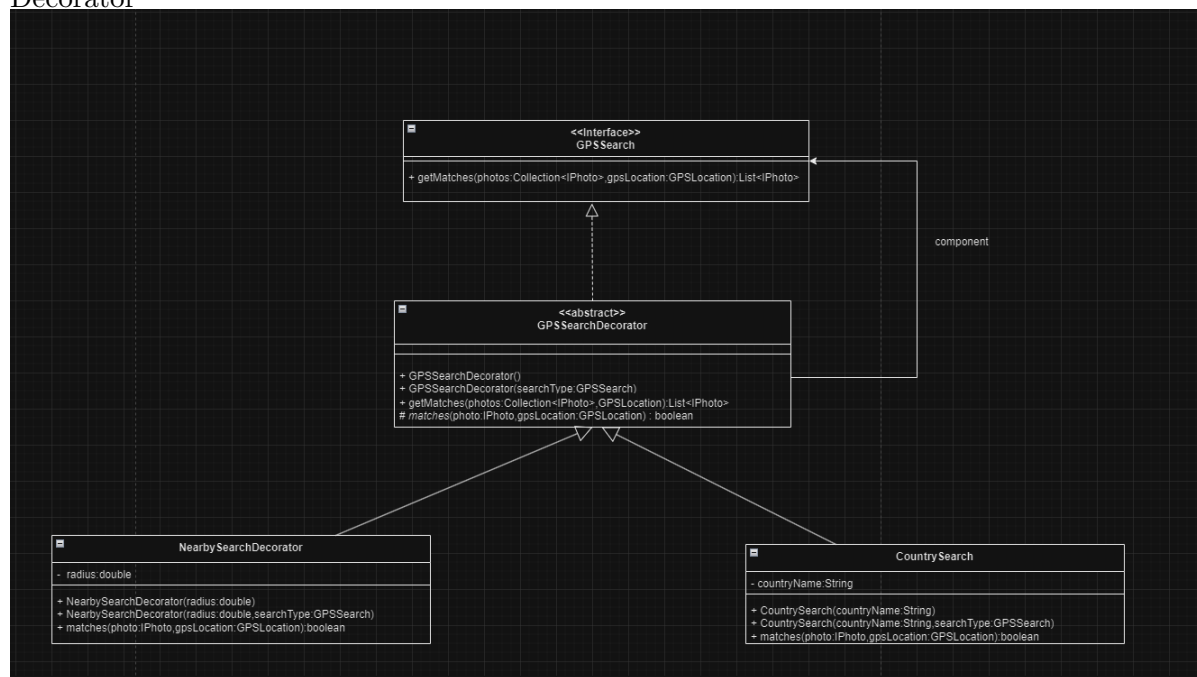 Decorator
<<Interface>>
GPSSearch
+ getMatches(photos:Collection<IPhoto>,gpsLocation:GPSLocation):List<IPhoto>
component
<<abstract>>
GPSSearchDecorator
+ GPSSearchDecorator()
+ GPSSearchDecorator(searchType:GPSSearch)
+ getMatches(photos:Collection<IPhoto>,GPSLocation):List<IPhoto>
# matches(photo:IPhoto,gpsLocation:GPSLocation) : boolean
NearbySearchDecorator
- radius:double
+ NearbySearchDecorator(radius:double)
+ NearbySearchDecorator(radius:double,searchType:GPSSearch)
+ matches(photo:IPhoto,gpsLocation:GPSLocation):boolean
CountrySearch
- countryName:String
+ CountrySearch(countryName:String)
+ CountrySearch(countryName:String,searchType:GPSSearch)
+ matches(photo:IPhoto,gpsLocation:GPSLocation):boolean